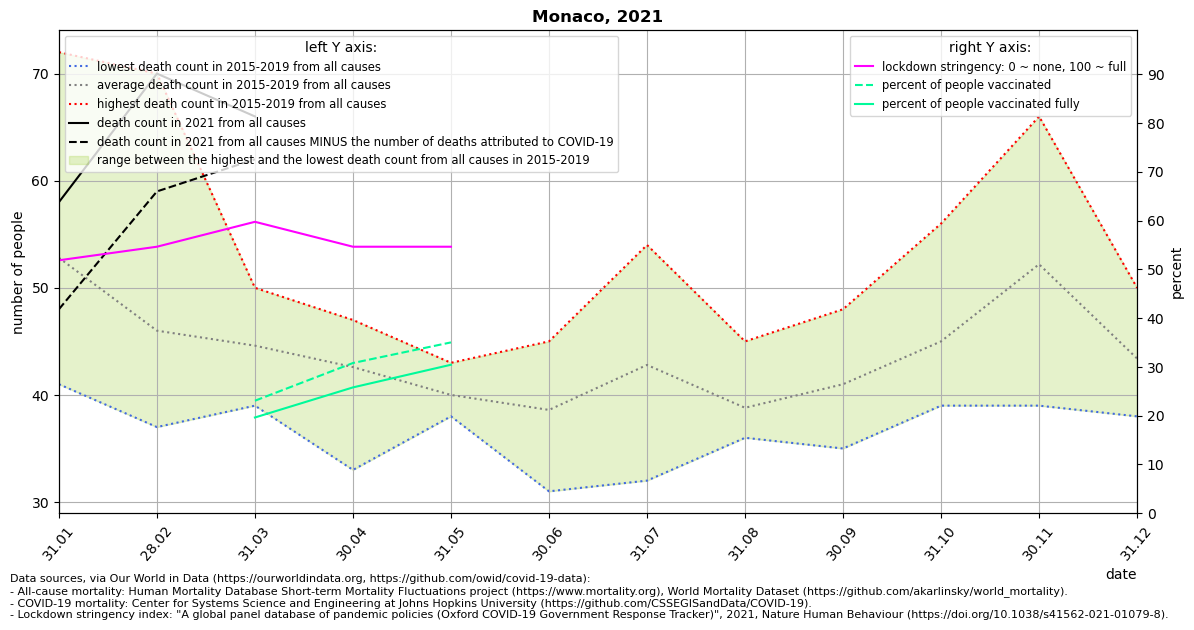 Monaco, 2021
left Y axis:
lowest death count in 2015-2019 from all causes
average death count in 2015-2019 from all causes
highest death count in 2015-2019 from all causes
death count in 2021 from all causes
death count in 2021 from all causes MINUS the number of deaths attributed to COVID-19
range between the highest and the lowest death count from all causes in 2015-2019
right Y axis:
lockdown stringency: 0 ~ none, 100 ~ full
percent of people vaccinated
percent of people vaccinated fully
number of people
70
60
50
40
30
percent
90
80
70
60
50
40
30
20
10
0
31.01
28.02
31.03
30.04
31.05
30.06
31.07
31.08
30.09
31.10
30.11
31.12
date
Data sources, via Our World in Data (https://ourworldindata.org, https://github.com/owid/covid-19-data):
- All-cause mortality: Human Mortality Database Short-term Mortality Fluctuations project (https://www.mortality.org), World Mortality Dataset (https://github.com/akarlinsky/world_mortality).
- COVID-19 mortality: Center for Systems Science and Engineering at Johns Hopkins University (https://github.com/CSSEGISandData/COVID-19).
- Lockdown stringency index: "A global panel database of pandemic policies (Oxford COVID-19 Government Response Tracker)", 2021, Nature Human Behaviour (https://doi.org/10.1038/s41562-021-01079-8).